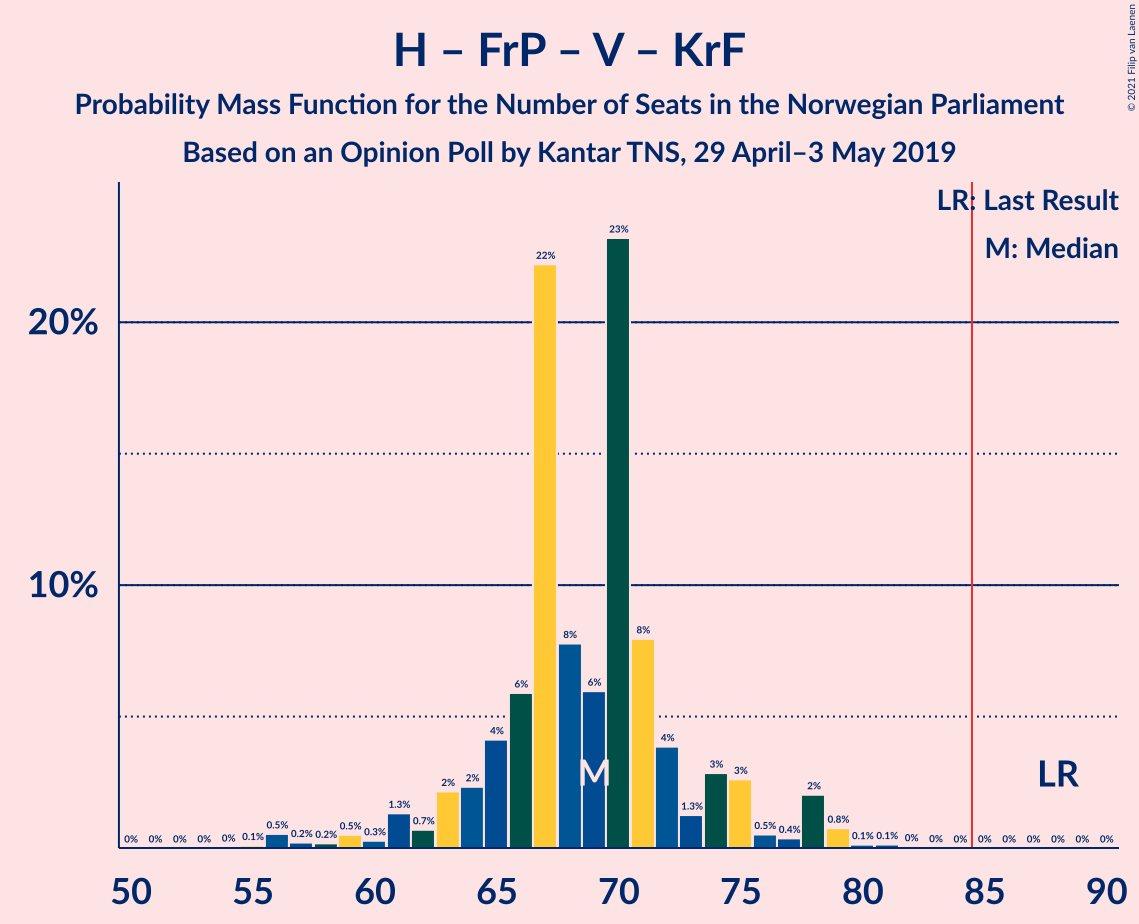 © 2021 Filip van Laenen
H – FrP – V – KrF
Probability Mass Function for the Number of Seats in the Norwegian Parliament
Based on an Opinion Poll by Kantar TNS, 29 April–3 May 2019
LR: Last Result
M: Median
20%
10%
0% 0% 0% 0% 0% 0.1% 0.5% 0.2% 0.2% 0.5% 0.3% 1.3% 0.7% 2% 2% 4% 6% 22% 8% 6% 23% 8% 4% 1.3% 3% 3% 0.5% 0.4% 2% 0.8% 0.1% 0.1% 0% 0% 0% 0% 0% 0% 0% 0% 0%
M
LR
50 55 60 65 70 75 80 85 90